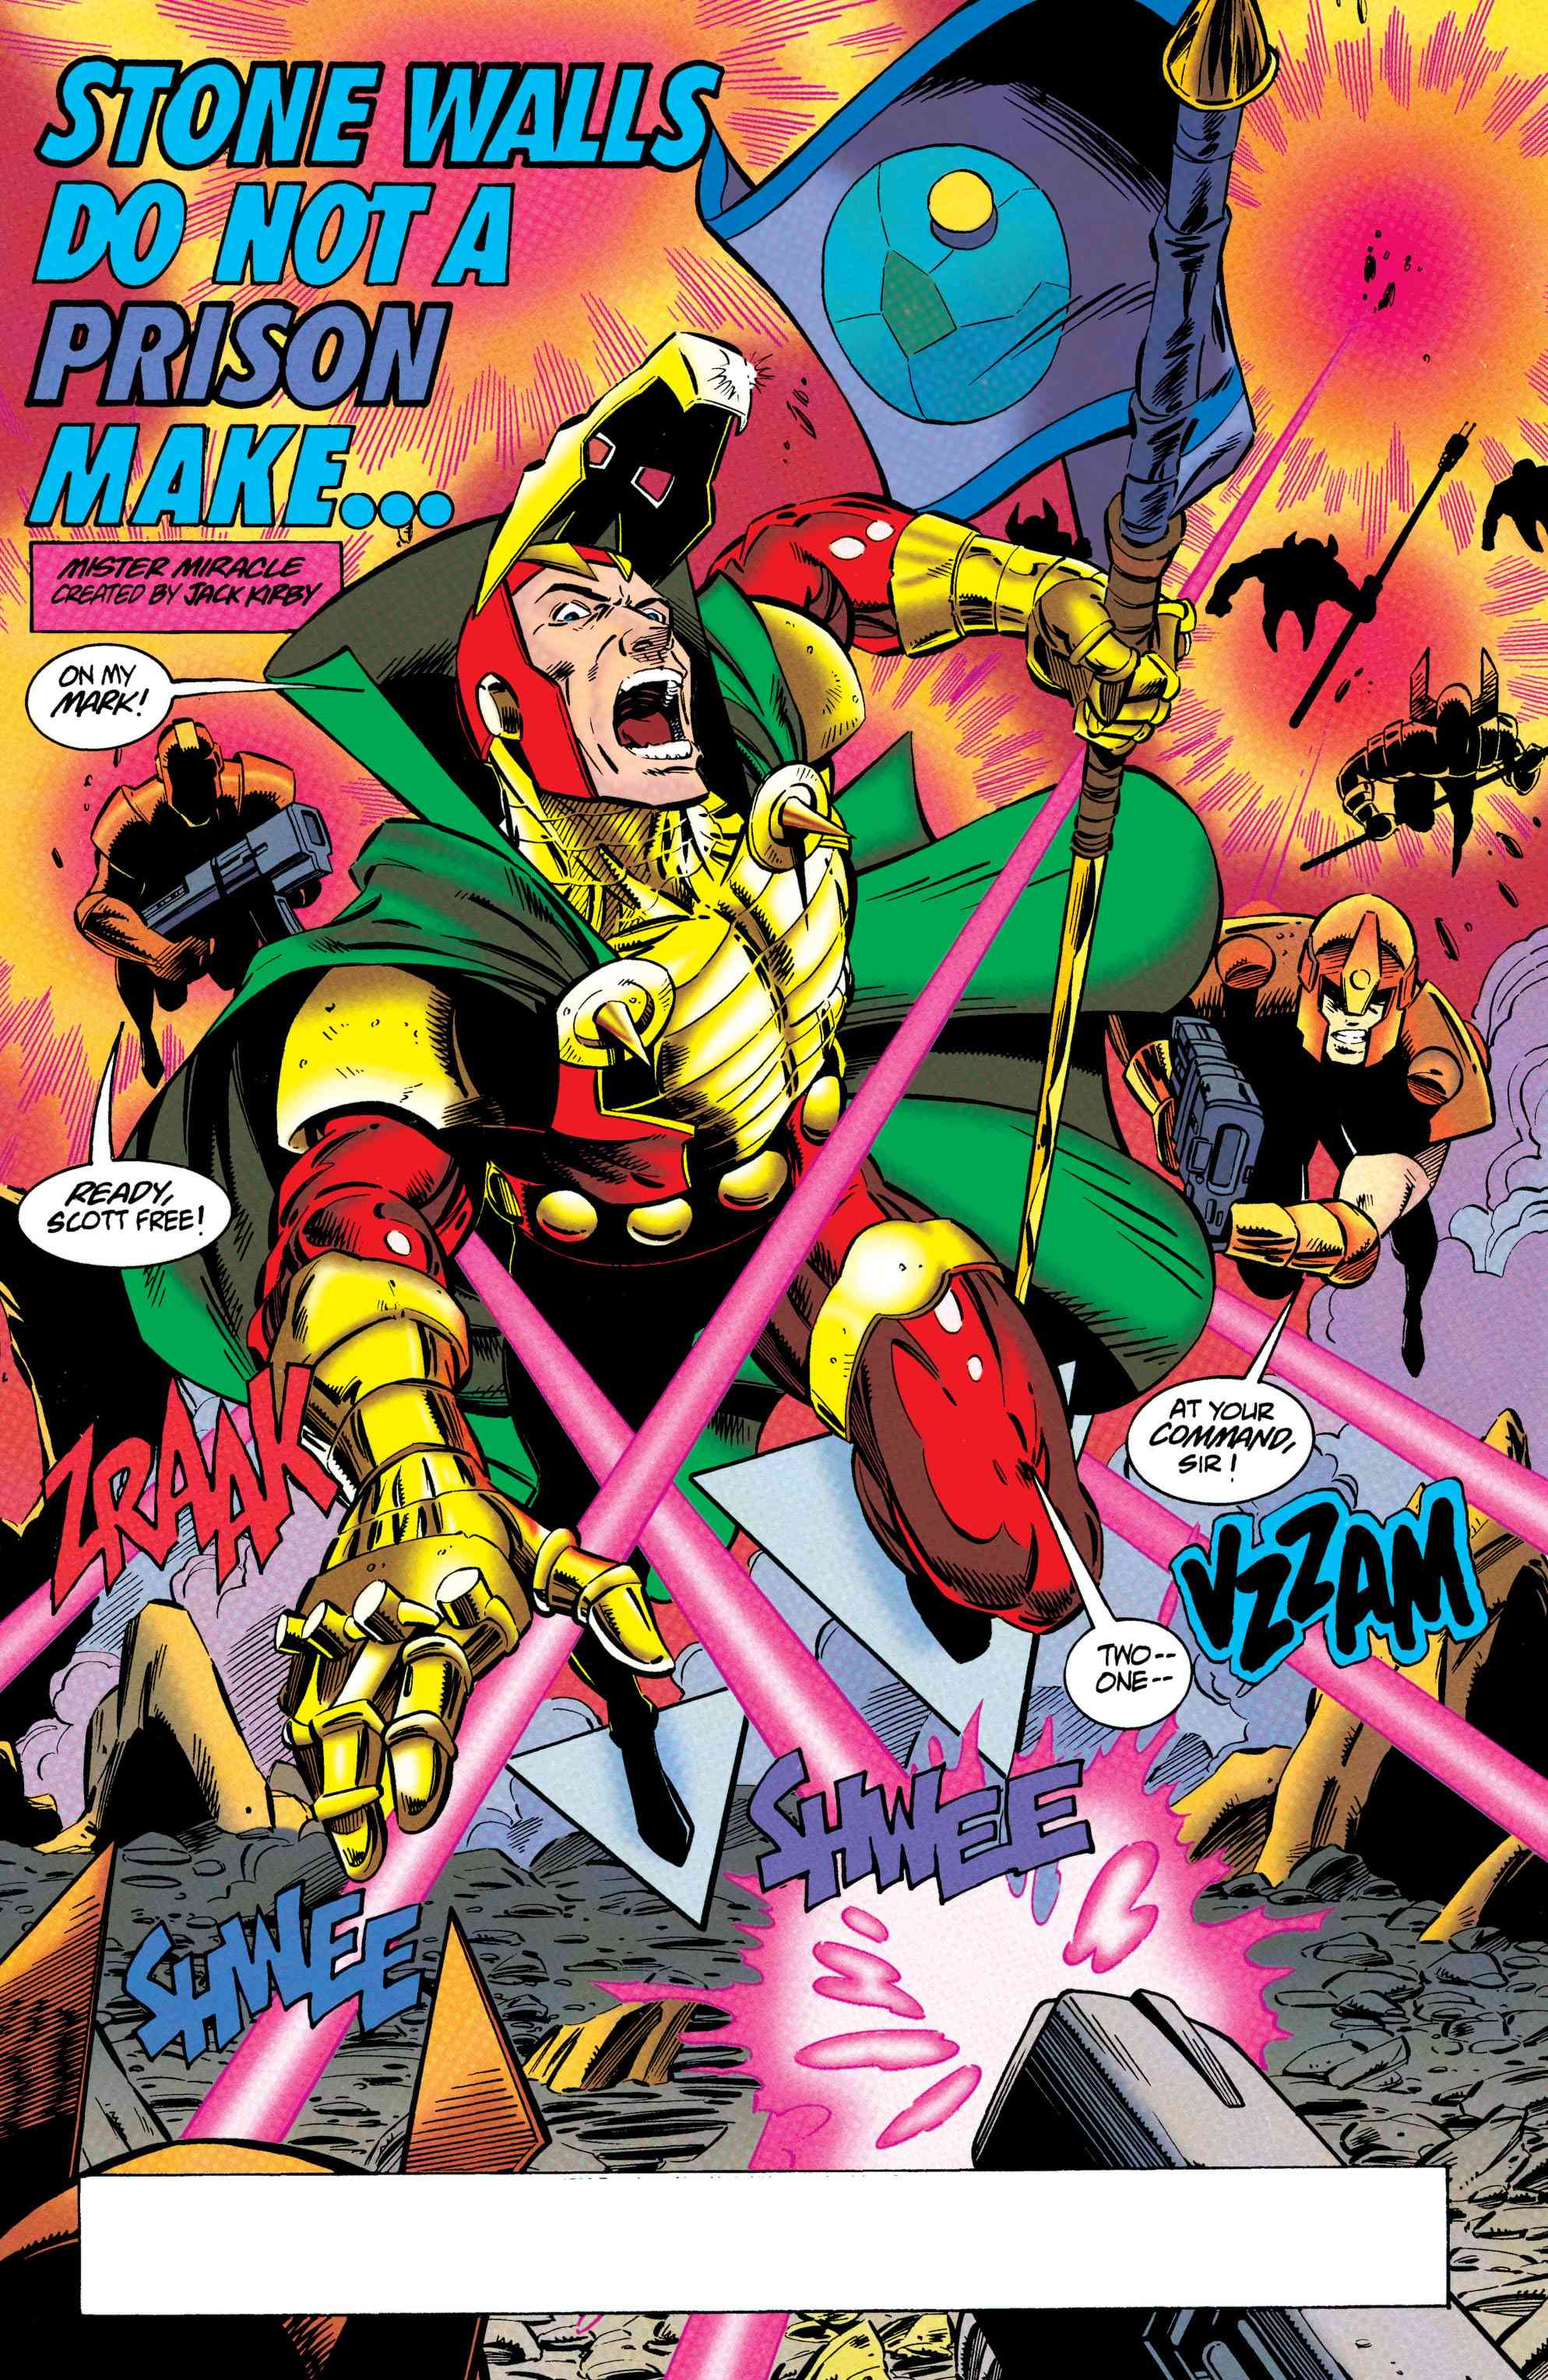 STONE WALLS
DO NOT A
PRISON
MAKE...
MISTER MIRACLE
CREATED BY JACK KIRBY
ON MY
MARK!
READY,
SCOTT FREE!
AT YOUR
COMMAND,
SIR!
ZRAAK
VZZAM
TWO--
ONE--
SHWEE
SHWEE